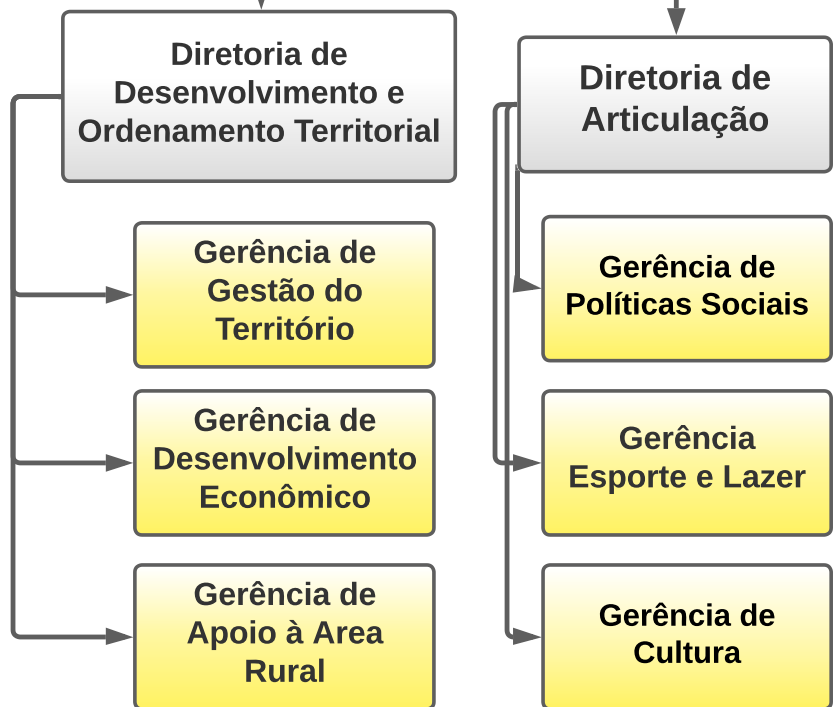 Diretoria de
Desenvolvimento e
Ordenamento Territorial
Gerência de
Gestão do
Território
Gerência de
Desenvolvimento
Econômico
Gerência de
Apoio à Area
Rural
Diretoria de
Articulação
Gerência de
Políticas Sociais
Gerência
Esporte e Lazer
Gerência de
Cultura